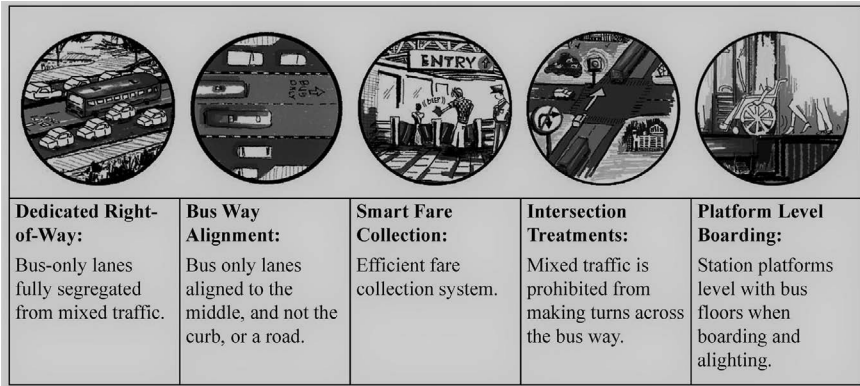 ENTRY
BUS
BEEP
Dedicated Right-
of-Way:
Bus-only lanes
fully segregated
from mixed traffic.
Bus Way
Alignment:
Bus only lanes
aligned to the
middle, and not the
curb, or a road.
Smart Fare
Collection:
Efficient fare
collection system.
Intersection
Treatments:
Mixed traffic is
prohibited from
making turns across
the bus way.
Platform Level
Boarding:
Station platforms
level with bus
floors when
boarding and
alighting.